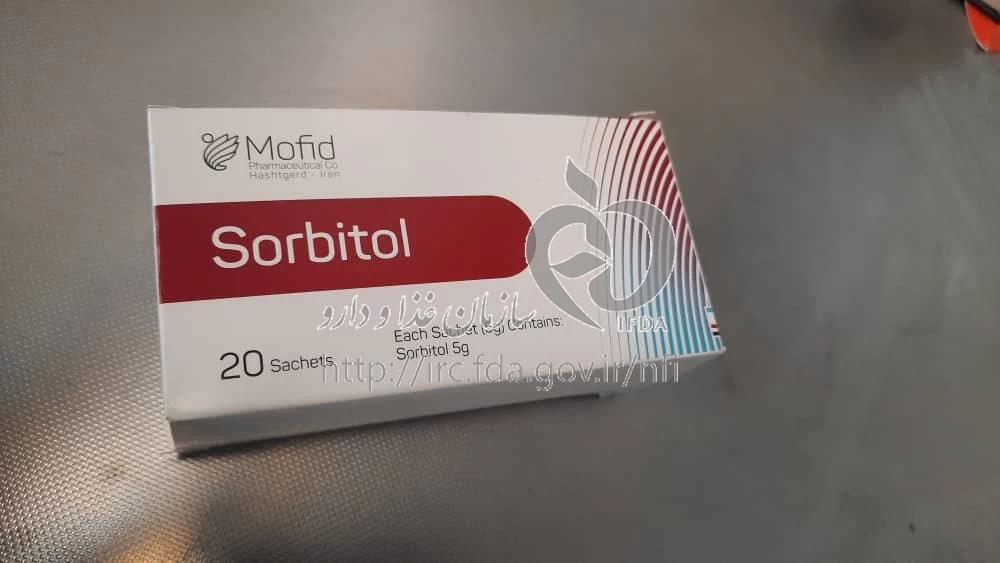 Mofid
Pharmaceutical Co.
Hashtgerd - Iran
Sorbitol
سازمان غذا و دارو
IFDA
Each Sachet (5g) Contains:
Sorbitol 5g
20 Sachets
http://irc.fda.gov.ir/nfi